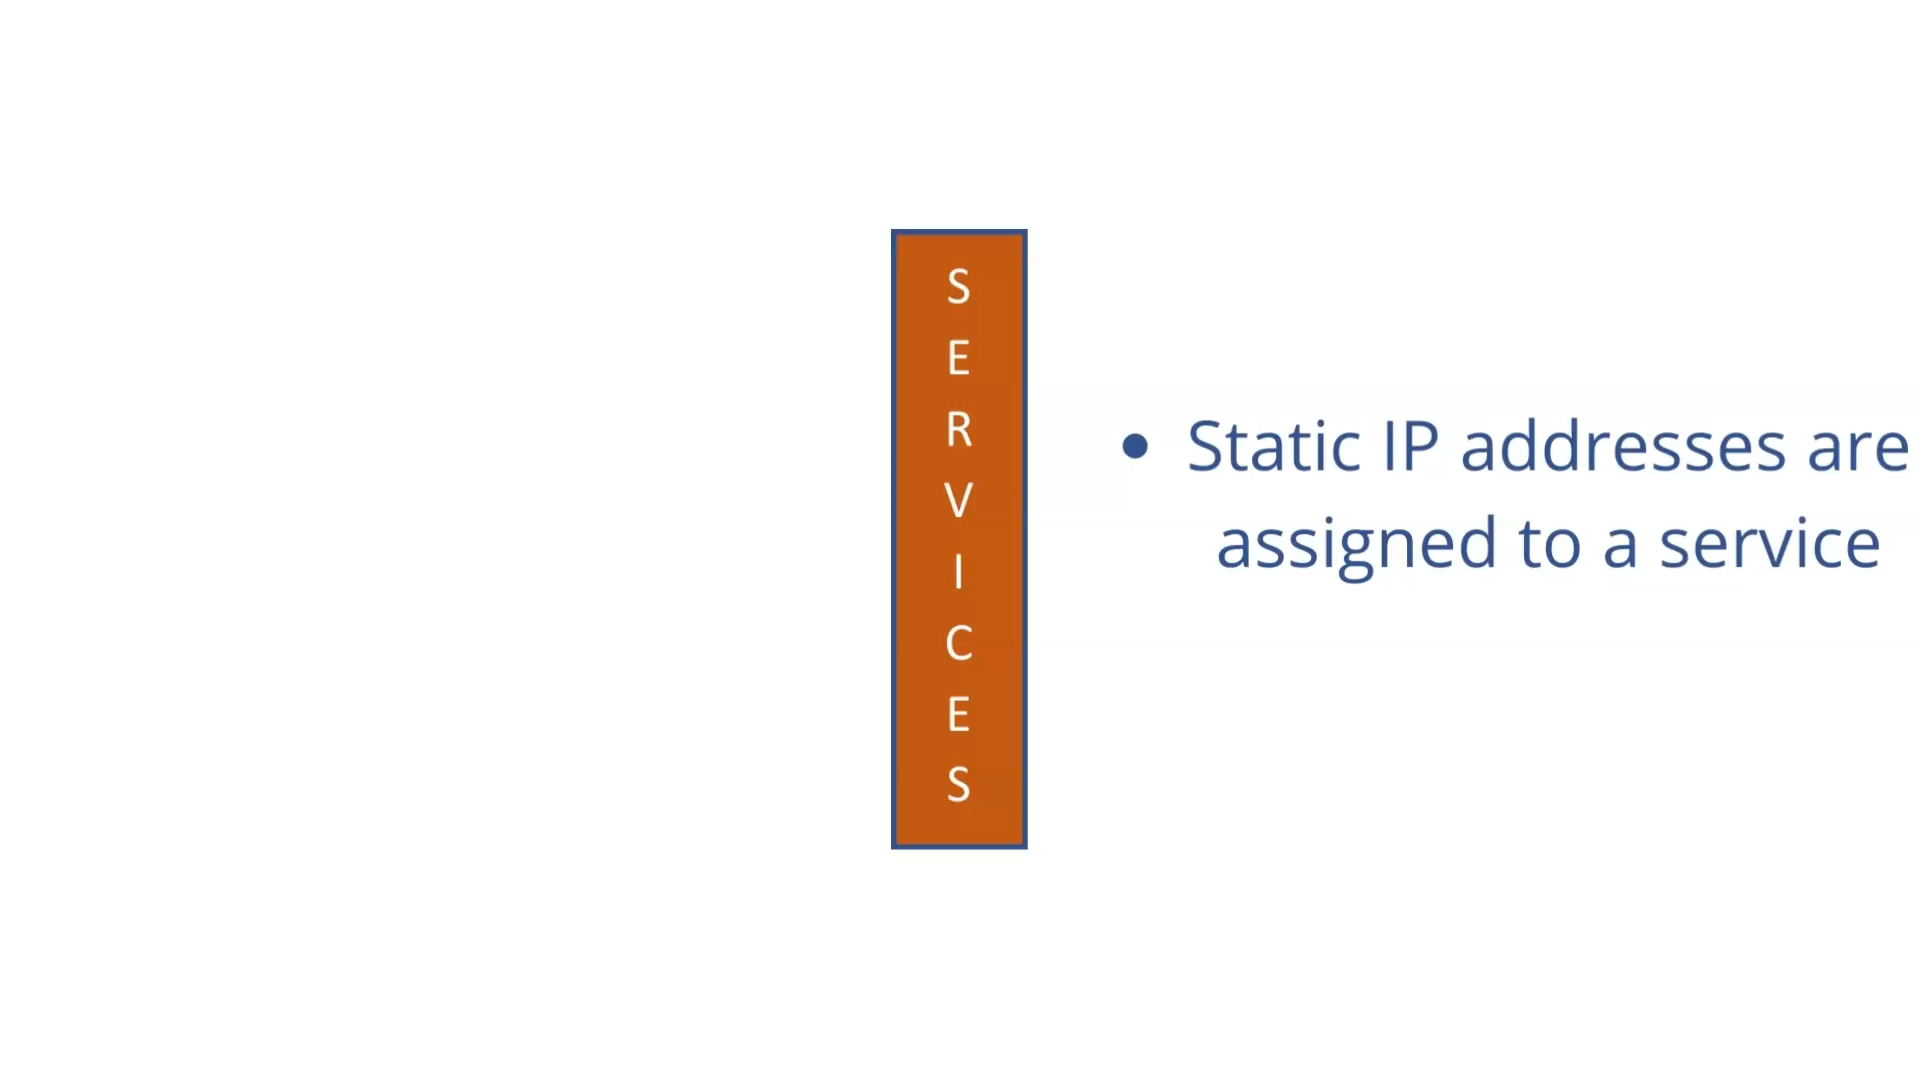 S
E
R
V
I
C
E
S
• Static IP addresses are
assigned to a service